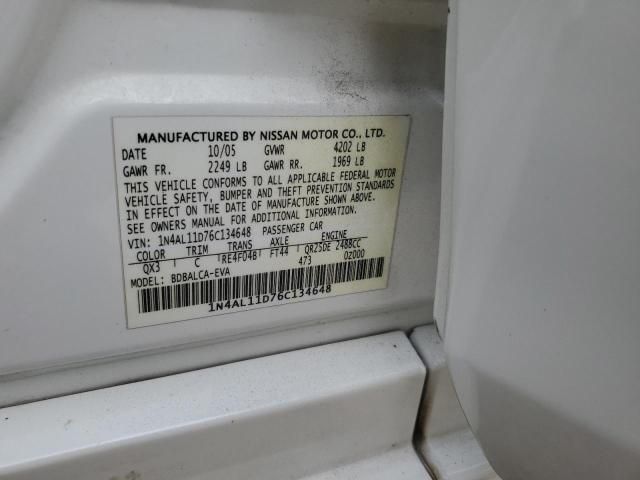 MANUFACTURED BY NISSAN MOTOR CO., LTD.
DATE 10/05 GVWR 4202 LB
GAWR FR. 2249 LB GAWR RR. 1969 LB
THIS VEHICLE CONFORMS TO ALL APPLICABLE FEDERAL MOTOR
VEHICLE SAFETY, BUMPER AND THEFT PREVENTION STANDARDS
IN EFFECT ON THE DATE OF MANUFACTURE SHOWN ABOVE.
SEE OWNERS MANUAL FOR ADDITIONAL INFORMATION.
VIN: 1N4AL11D76C134648 PASSENGER CAR
COLOR TRIM TRANS AXLE ENGINE
QX3 C RE4F04B FT44 QR25DE 2488CC
MODEL: BDBALCA-EVA 473 0Z000
1N4AL11D76C134648